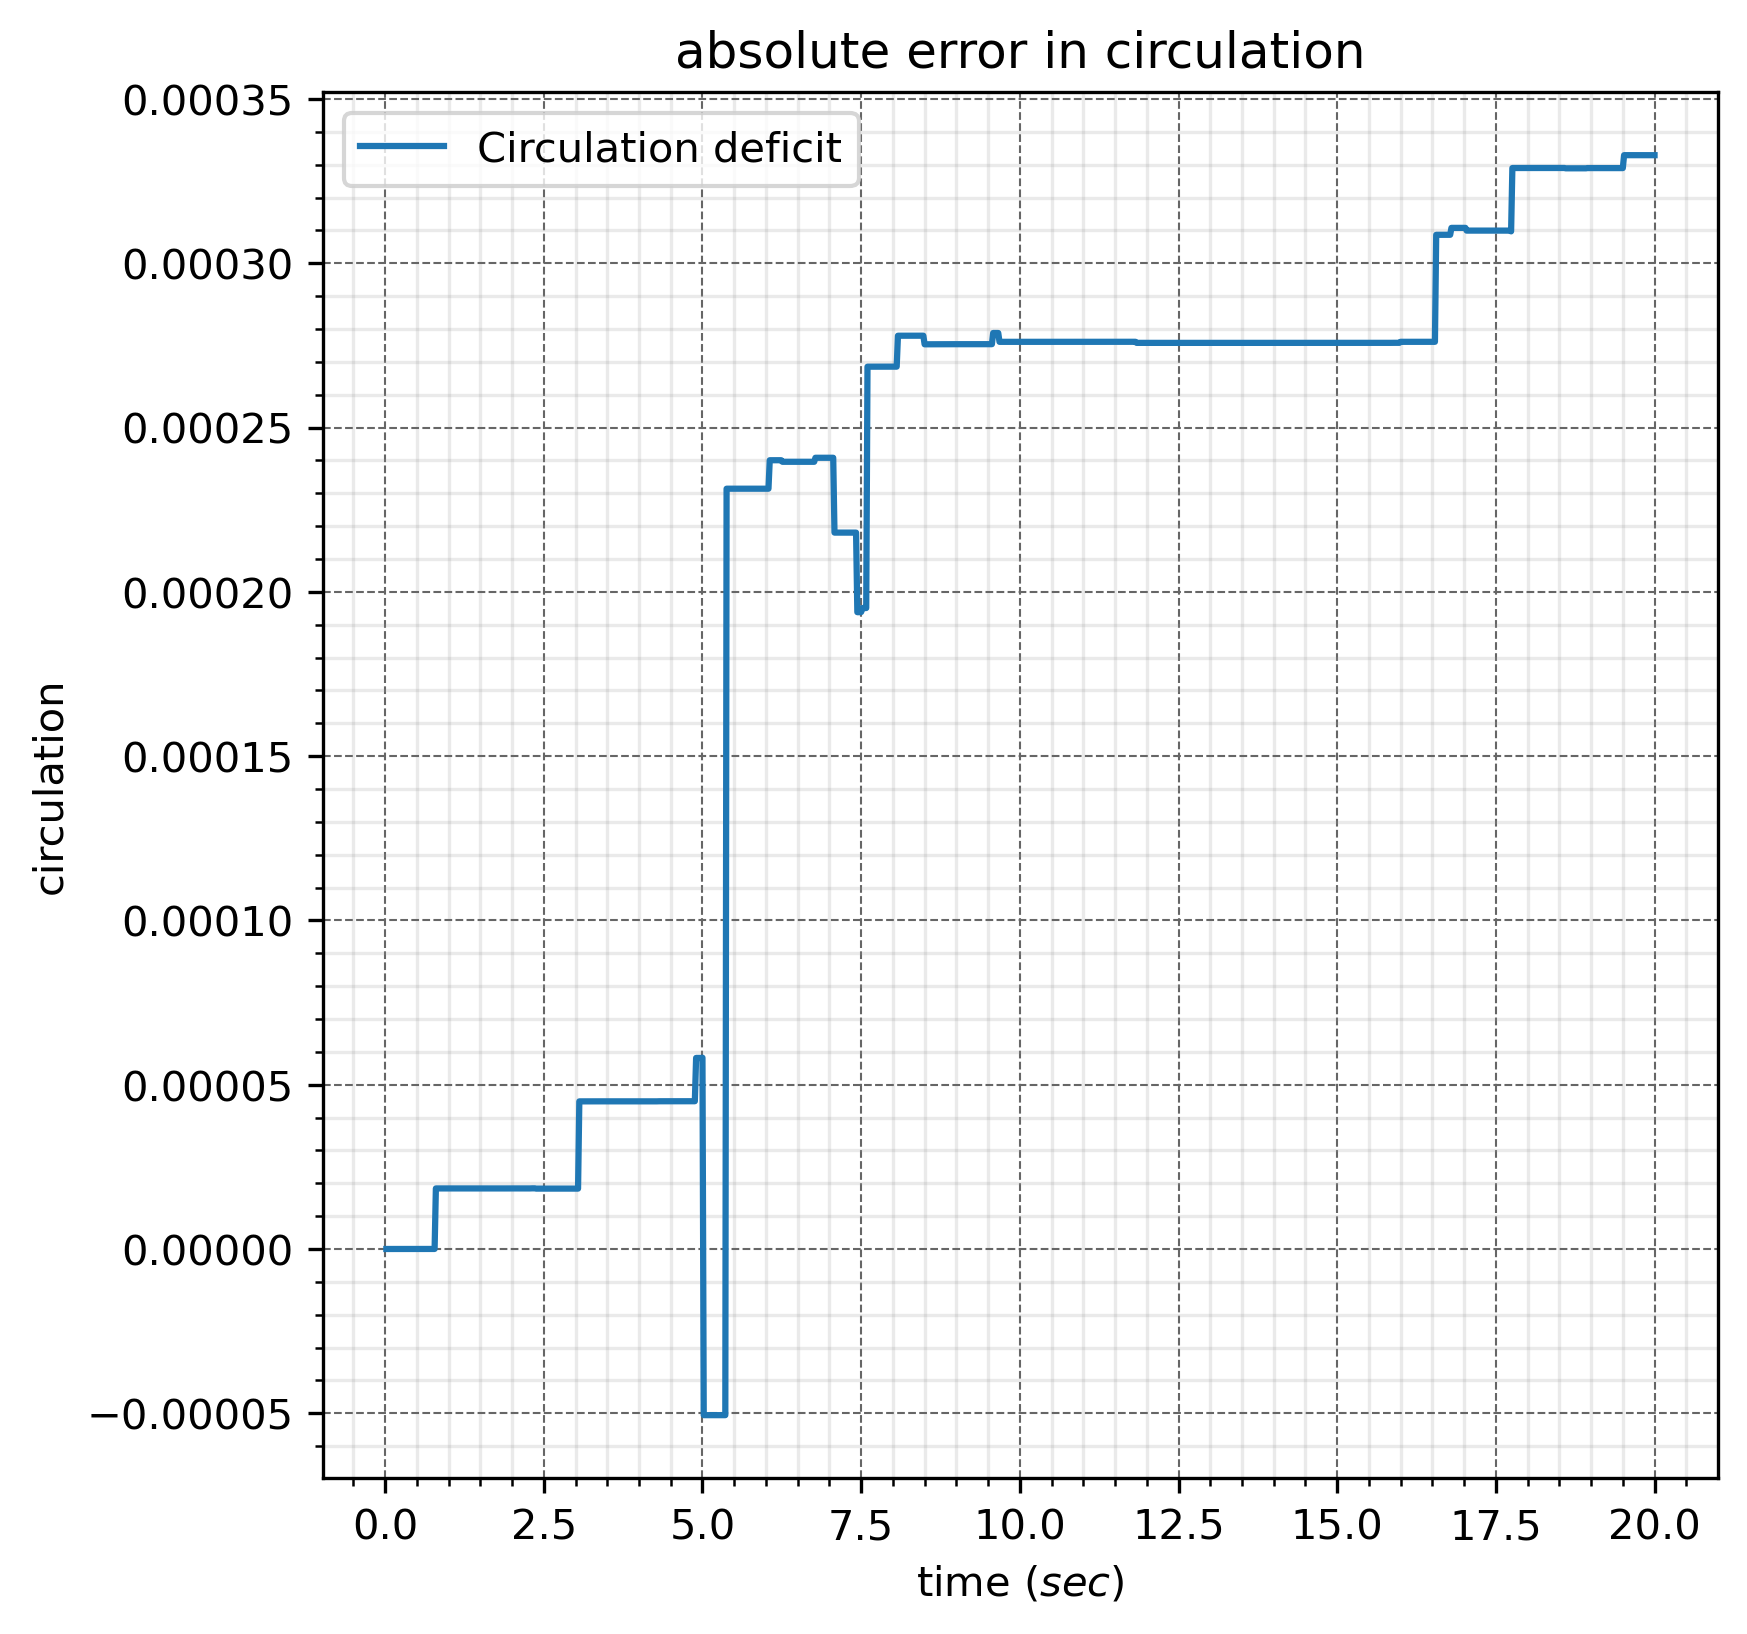 absolute error in circulation
Circulation deficit
circulation
0.00035
0.00030
0.00025
0.00020
0.00015
0.00010
0.00005
0.00000
−0.00005
0.0 2.5 5.0 7.5 10.0 12.5 15.0 17.5 20.0
time (sec)